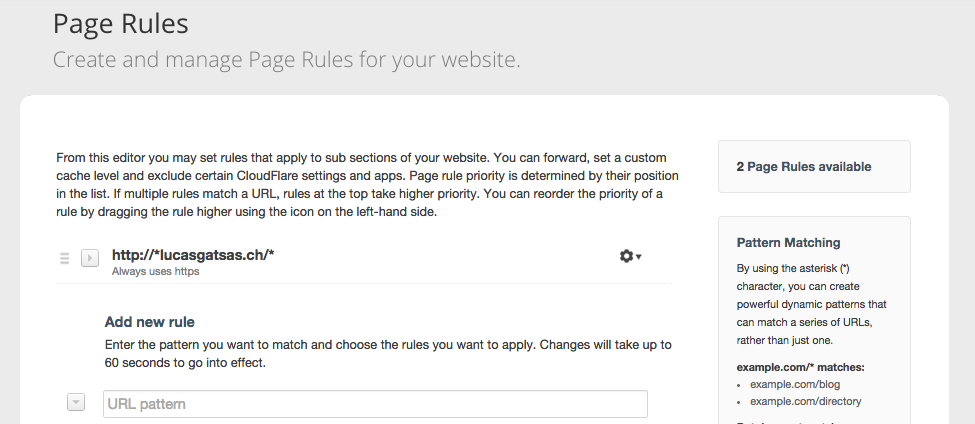 Page Rules
Create and manage Page Rules for your website.
From this editor you may set rules that apply to sub sections of your website. You can forward, set a custom
cache level and exclude certain CloudFlare settings and apps. Page rule priority is determined by their position
in the list. If multiple rules match a URL, rules at the top take higher priority. You can reorder the priority of a
rule by dragging the rule higher using the icon on the left-hand side.
http://*lucasgatsas.ch/*
Always uses https
Add new rule
Enter the pattern you want to match and choose the rules you want to apply. Changes will take up to
60 seconds to go into effect.
URL pattern
2 Page Rules available
Pattern Matching
By using the asterisk (*)
character, you can create
powerful dynamic patterns that
can match a series of URLs,
rather than just one.
example.com/* matches:
• example.com/blog
• example.com/directory